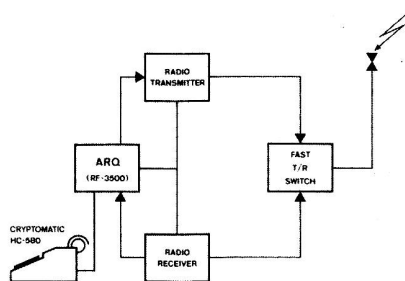 RADIO
TRANSMITTER
ARQ
(RF-3500)
FAST
T/R
SWITCH
CRYPTOMATIC
HC-580
RADIO
RECEIVER